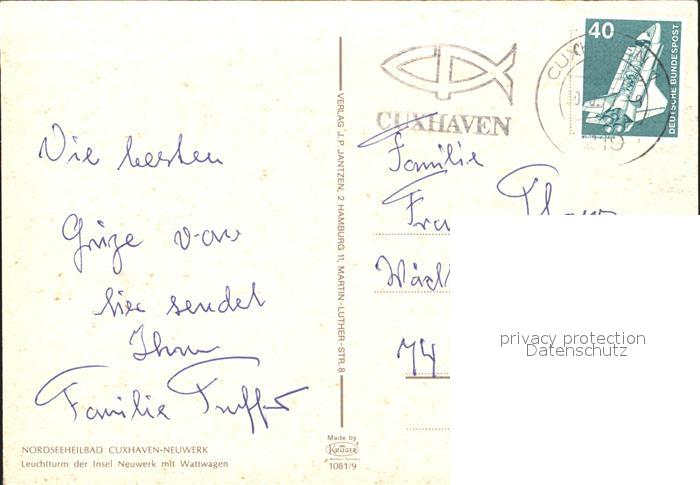 Die besten
Grüße von
hier sendet
Ihnen
Familie
NORDSEEHEILBAD CUXHAVEN-NEUWERK
Leuchtturm der Insel Neuwerk mit Wattwagen
VERLAG J. P. JANTZEN, 2 HAMBURG 11, MARTIN-LUTHER-STR. 8
Made by
KRÜGER
1081/9
CUXHAVEN
40
DEUTSCHE BUNDESPOST
Familie
privacy protection
Datenschutz